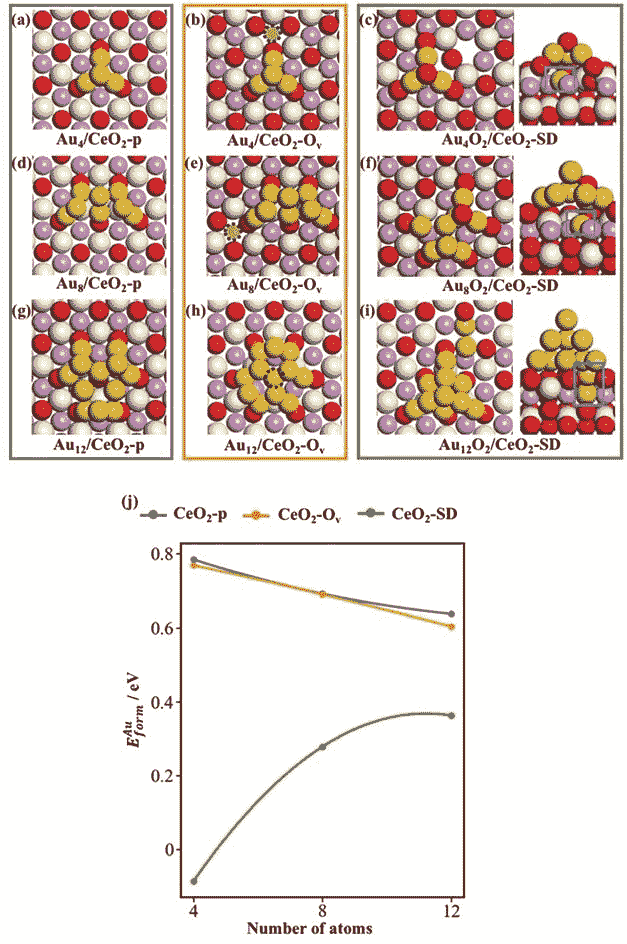 (a) (b) (c)
Au₄/CeO₂-p Au₄/CeO₂-Oᵥ Au₄O₂/CeO₂-SD
(d) (e) (f)
Au₈/CeO₂-p Au₈/CeO₂-Oᵥ Au₈O₂/CeO₂-SD
(g) (h) (i)
Au₁₂/CeO₂-p Au₁₂/CeO₂-Oᵥ Au₁₂O₂/CeO₂-SD
(j)
CeO₂-p CeO₂-Oᵥ CeO₂-SD
0.8
0.6
0.4
0.2
0
E^Au_form / eV
4 8 12
Number of atoms